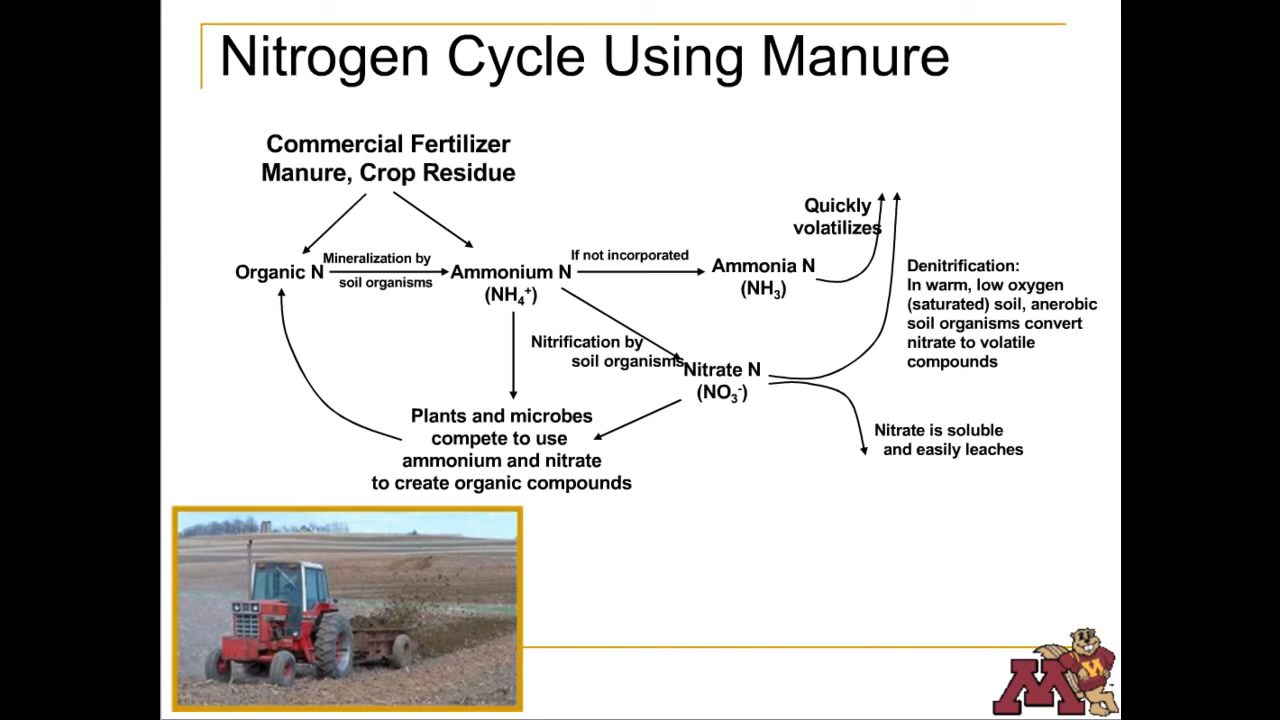 Nitrogen Cycle Using Manure
Commercial Fertilizer
Manure, Crop Residue
Quickly
volatilizes
Organic N
Mineralization by
soil organisms
Ammonium N
(NH₄⁺)
If not incorporated
Ammonia N
(NH₃)
Denitrification:
In warm, low oxygen
(saturated) soil, anerobic
soil organisms convert
nitrate to volatile
compounds
Nitrification by
soil organisms
Nitrate N
(NO₃⁻)
Plants and microbes
compete to use
ammonium and nitrate
to create organic compounds
Nitrate is soluble
and easily leaches
M